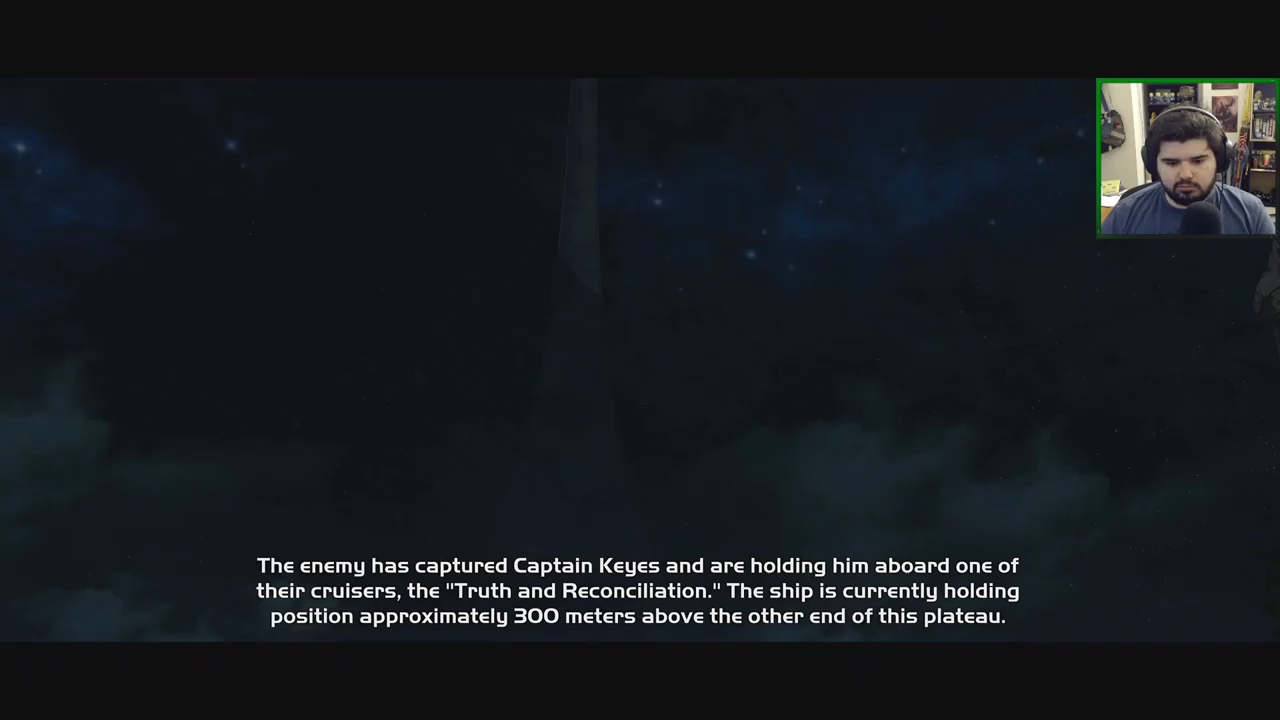 The enemy has captured Captain Keyes and are holding him aboard one of
their cruisers, the "Truth and Reconciliation." The ship is currently holding
position approximately 300 meters above the other end of this plateau.